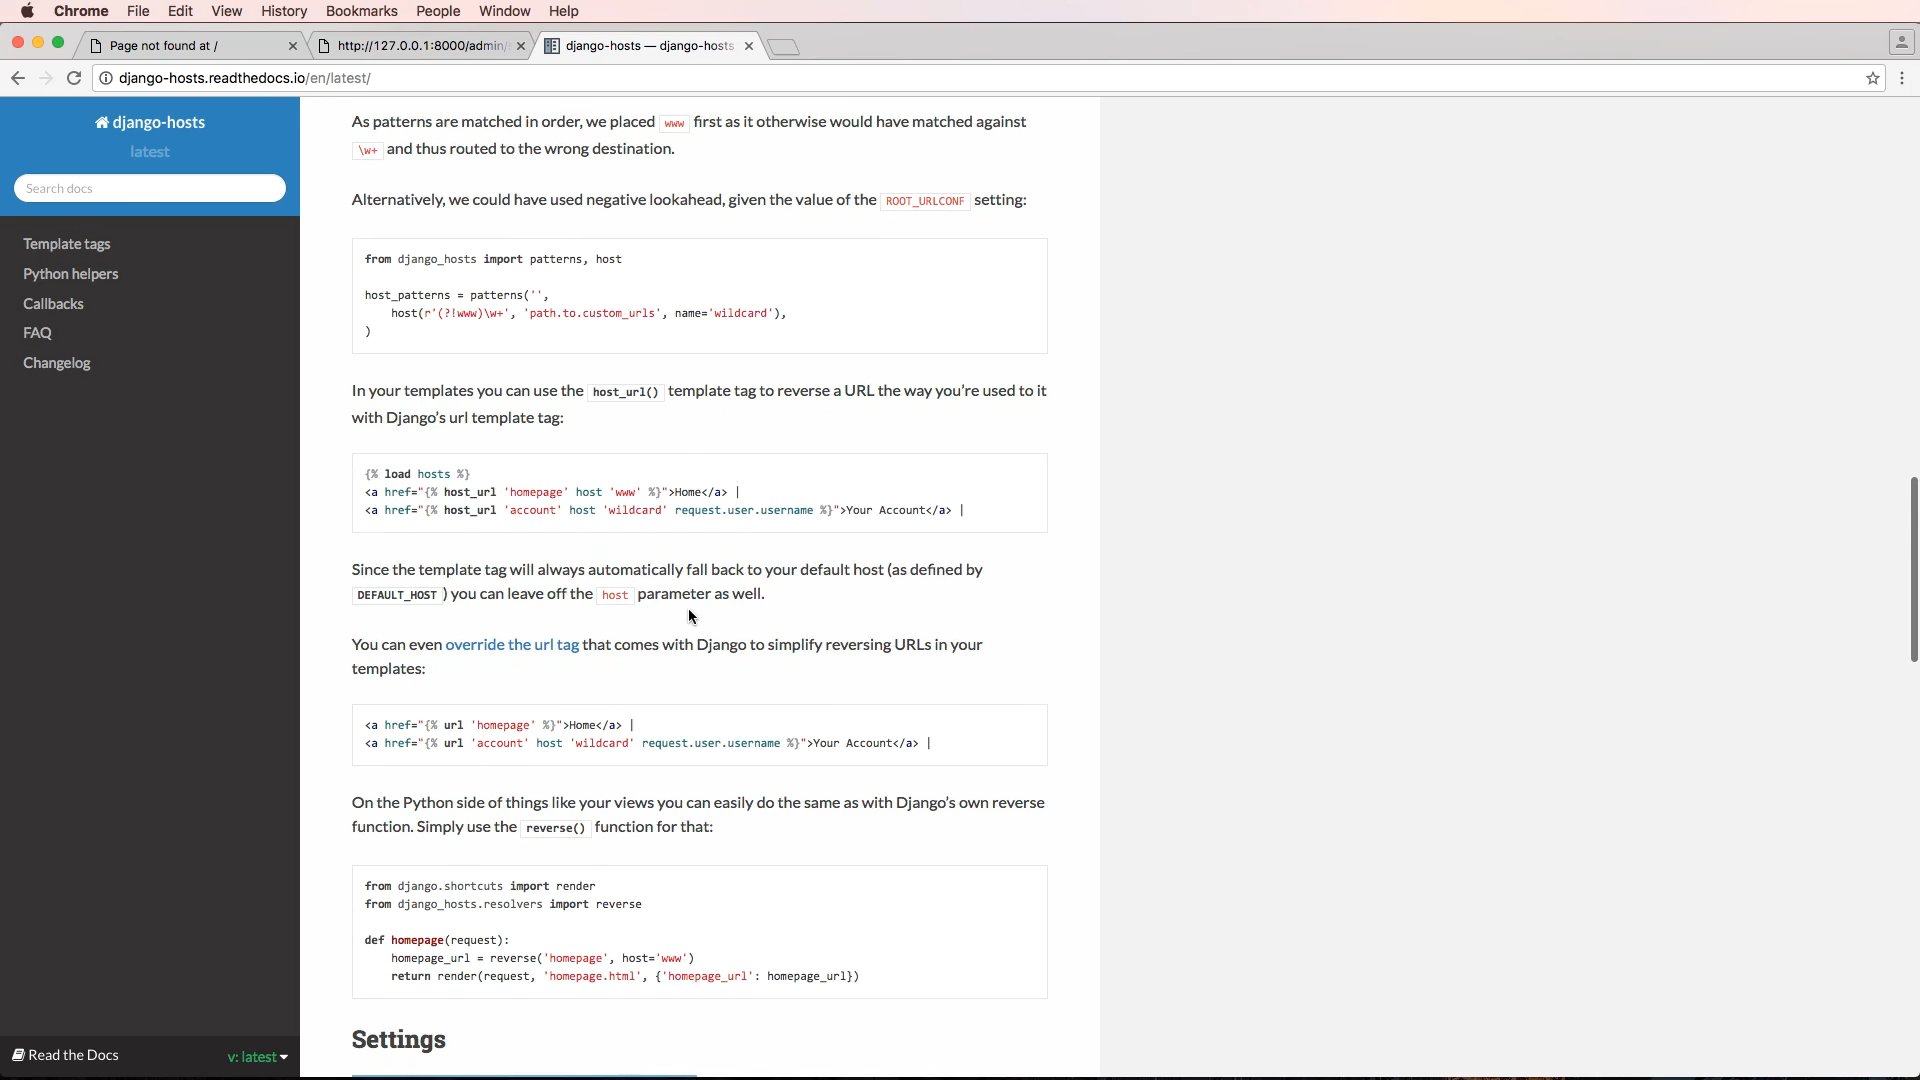 Chrome File Edit View History Bookmarks People Window Help
Page not found at /
http://127.0.0.1:8000/admin/
django-hosts — django-hosts
django-hosts.readthedocs.io/en/latest/
django-hosts
latest
Search docs
Template tags
Python helpers
Callbacks
FAQ
Changelog
Read the Docs
v: latest
As patterns are matched in order, we placed www first as it otherwise would have matched against
\w+ and thus routed to the wrong destination.
Alternatively, we could have used negative lookahead, given the value of the ROOT_URLCONF setting:
from django_hosts import patterns, host
host_patterns = patterns('',
    host(r'(?!www)\w+', 'path.to.custom_urls', name='wildcard'),
)
In your templates you can use the host_url() template tag to reverse a URL the way you’re used to it
with Django’s url template tag:
{% load hosts %}
<a href="{% host_url 'homepage' host 'www' %}">Home</a> |
<a href="{% host_url 'account' host 'wildcard' request.user.username %}">Your Account</a> |
Since the template tag will always automatically fall back to your default host (as defined by
DEFAULT_HOST ) you can leave off the host parameter as well.
You can even override the url tag that comes with Django to simplify reversing URLs in your
templates:
<a href="{% url 'homepage' %}">Home</a> |
<a href="{% url 'account' host 'wildcard' request.user.username %}">Your Account</a> |
On the Python side of things like your views you can easily do the same as with Django’s own reverse
function. Simply use the reverse() function for that:
from django.shortcuts import render
from django_hosts.resolvers import reverse
def homepage(request):
    homepage_url = reverse('homepage', host='www')
    return render(request, 'homepage.html', {'homepage_url': homepage_url})
Settings